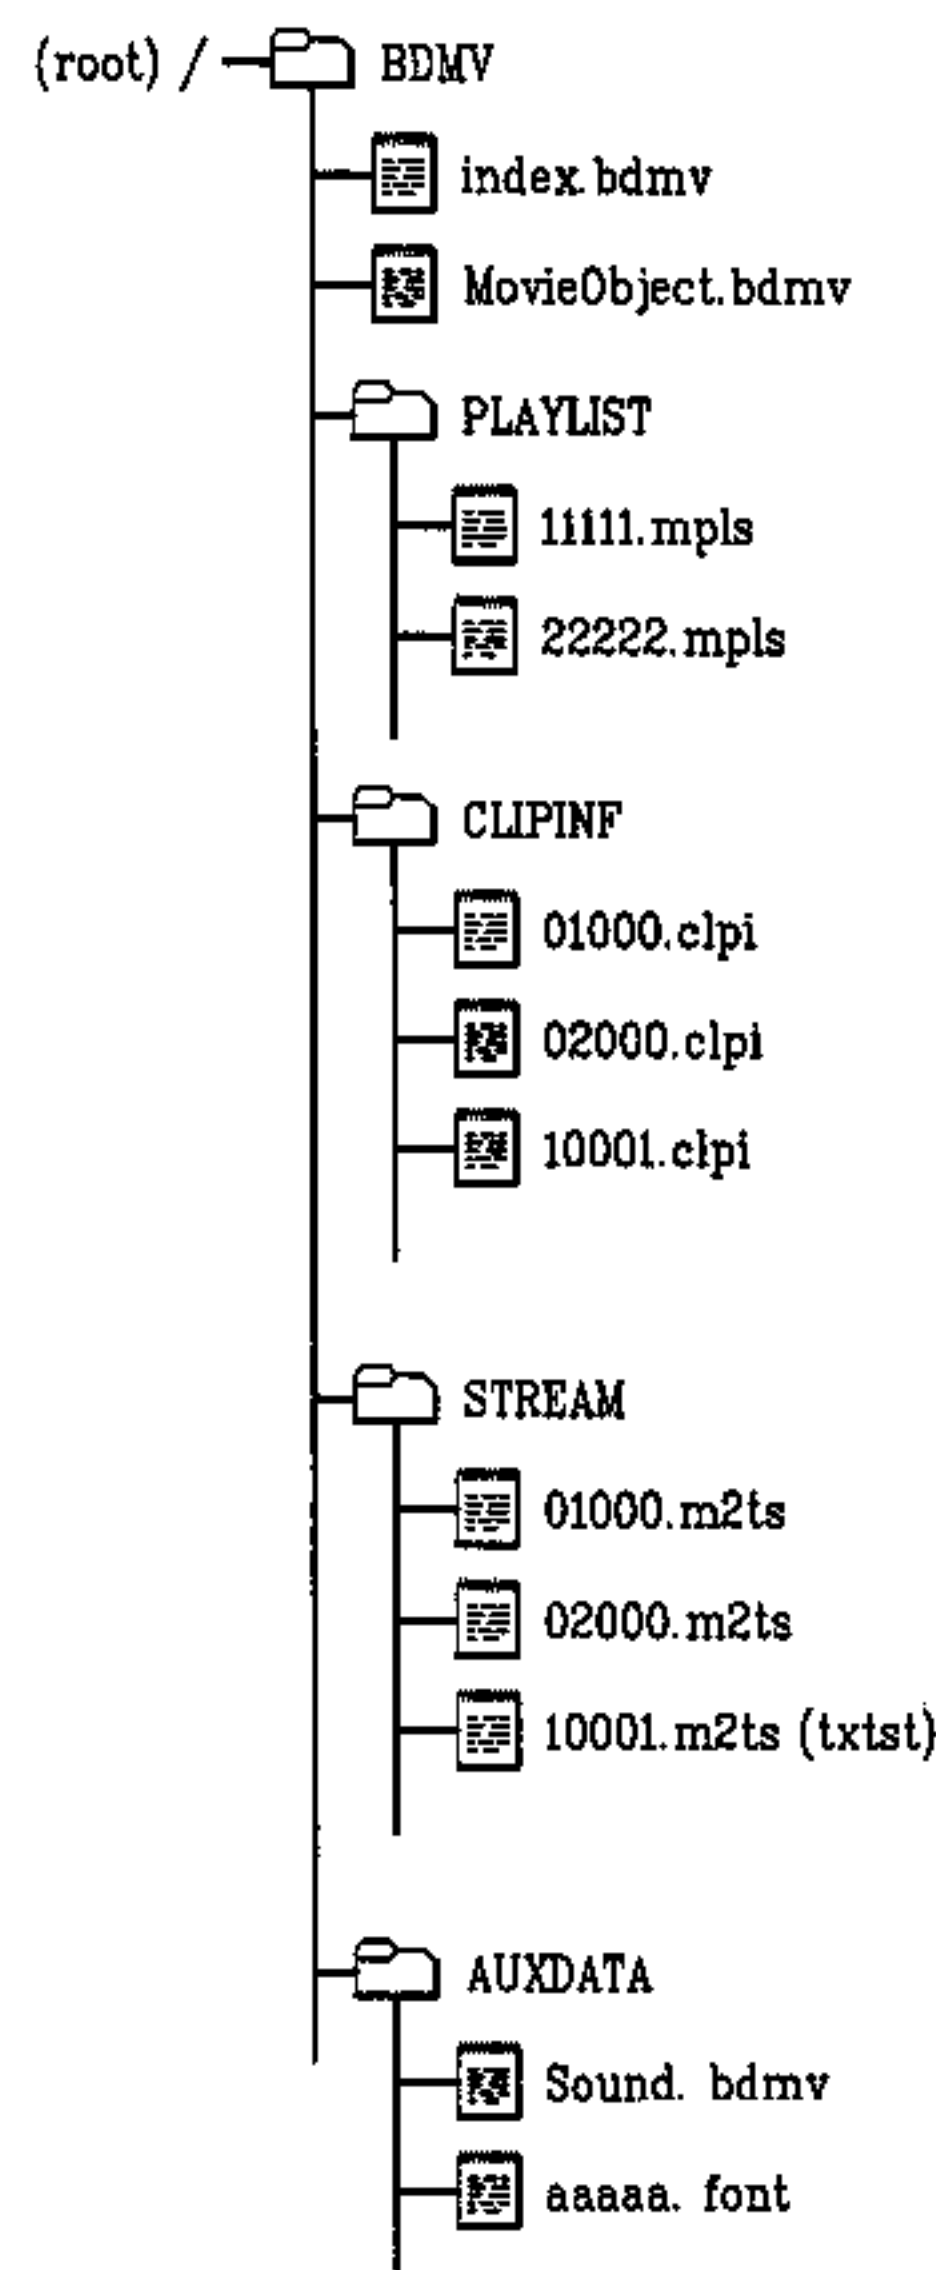 (root) / BDMV
index.bdmv
MovieObject.bdmv
PLAYLIST
11111.mpls
22222.mpls
CLIPINF
01000.clpi
02000.clpi
10001.clpi
STREAM
01000.m2ts
02000.m2ts
10001.m2ts (txtst)
AUXDATA
Sound. bdmv
aaaaa. font